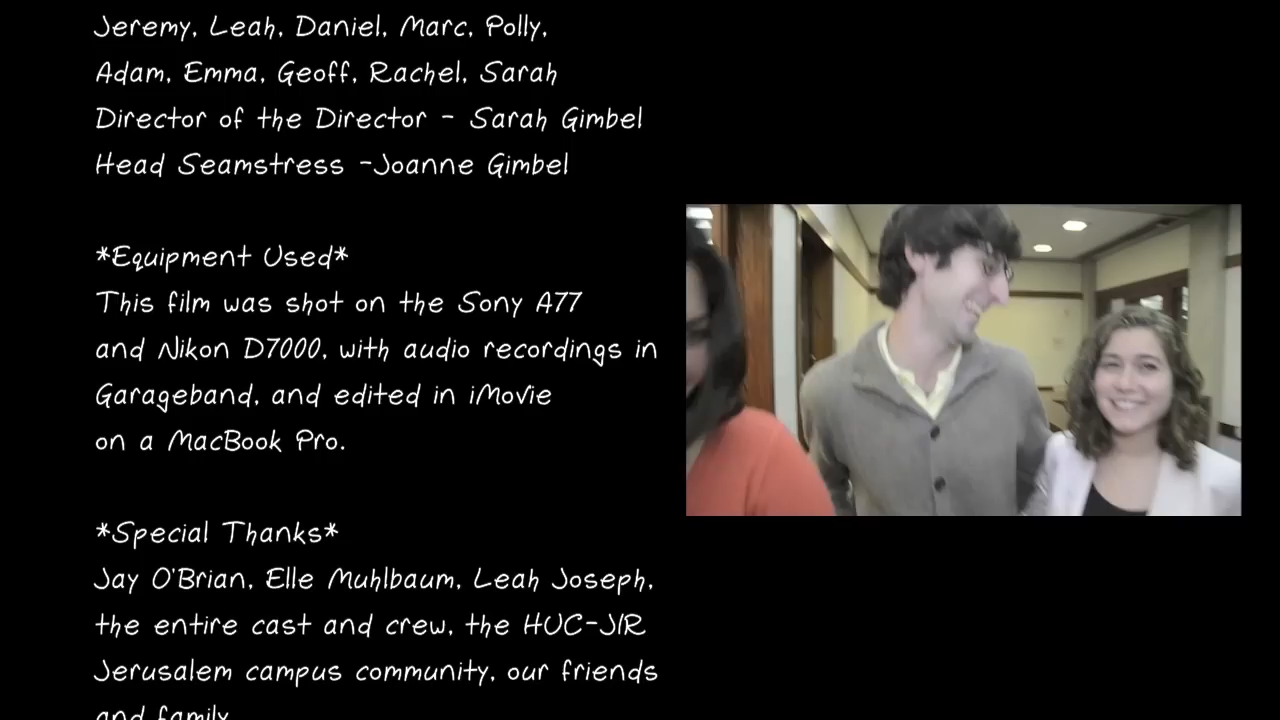 Jeremy, Leah, Daniel, Marc, Polly,
Adam, Emma, Geoff, Rachel, Sarah
Director of the Director - Sarah Gimbel
Head Seamstress -Joanne Gimbel
*Equipment Used*
This film was shot on the Sony A77
and Nikon D7000, with audio recordings in
Garageband, and edited in iMovie
on a MacBook Pro.
*Special Thanks*
Jay O'Brian, Elle Muhlbaum, Leah Joseph,
the entire cast and crew, the HUC-JIR
Jerusalem campus community, our friends
and family